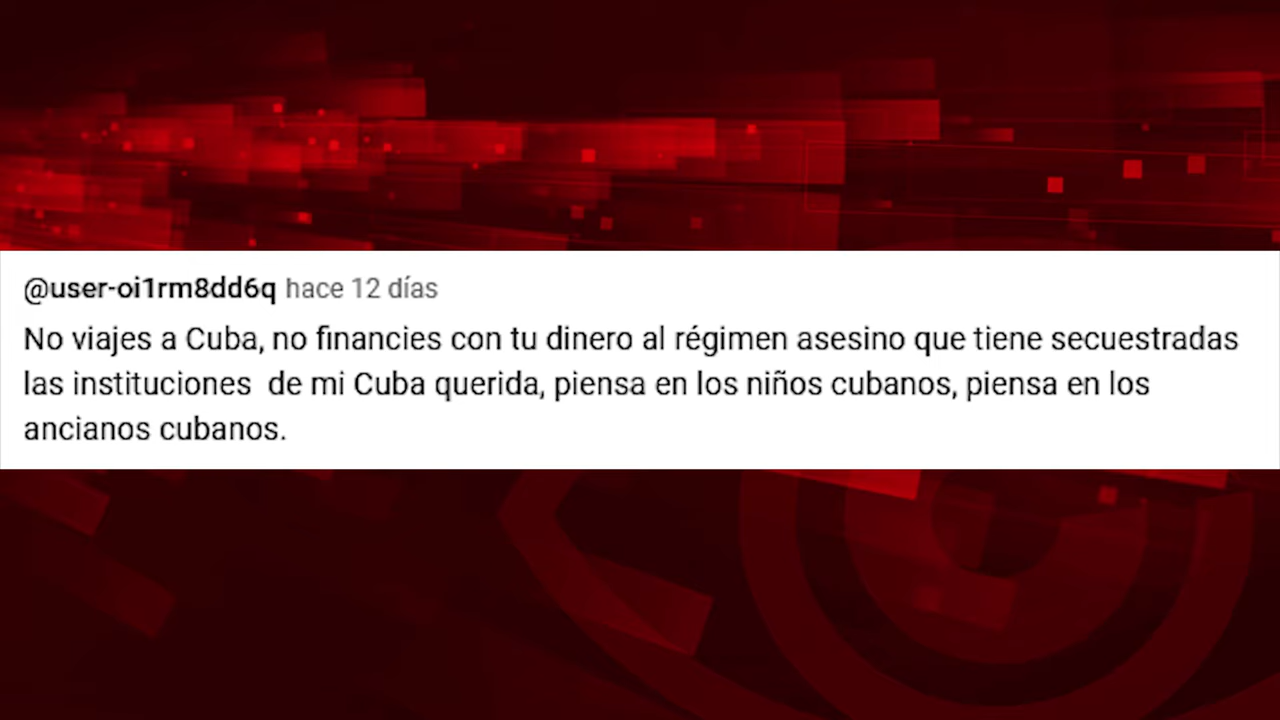 @user-oi1rm8dd6q hace 12 días
No viajes a Cuba, no financies con tu dinero al régimen asesino que tiene secuestradas
las instituciones  de mi Cuba querida, piensa en los niños cubanos, piensa en los
ancianos cubanos.